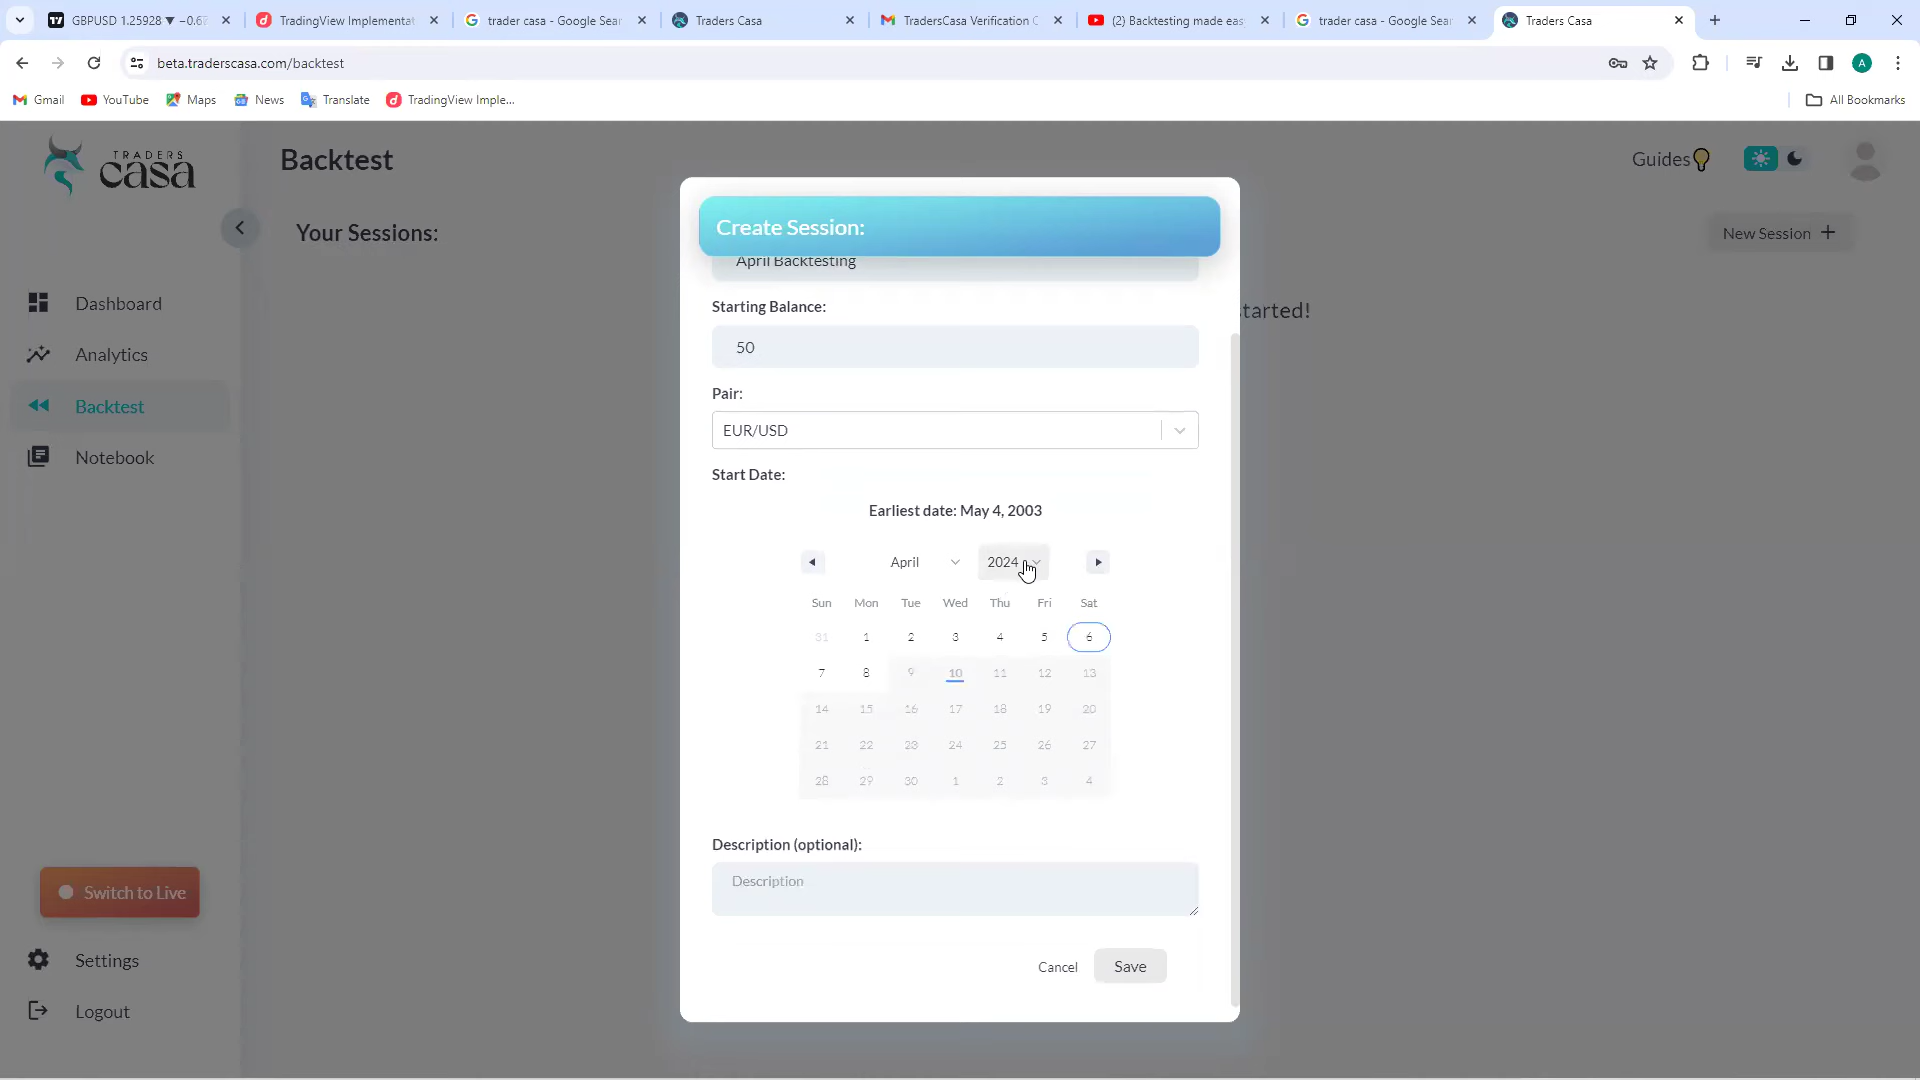 GBPUSD 1.25928 ▼ −0.6
TradingView Implementat
trader casa - Google Sear
Traders Casa
TradersCasa Verification C
(2) Backtesting made eas
trader casa - Google Sear
Traders Casa
beta.traderscasa.com/backtest
A
Gmail
YouTube
Maps
News
Translate
TradingView Imple...
All Bookmarks
TRADERS
casa
Backtest
Guides
Create Session:
Your Sessions:
New Session +
April Backtesting
Starting Balance:
started!
Dashboard
50
Analytics
Pair:
Backtest
EUR/USD
Notebook
Start Date:
Earliest date: May 4, 2003
April
2024
Sun Mon Tue Wed Thu Fri Sat
31 1 2 3 4 5 6
7 8 9 10 11 12 13
14 15 16 17 18 19 20
21 22 23 24 25 26 27
28 29 30 1 2 3 4
Description (optional):
Description
Switch to Live
Cancel
Save
Settings
Logout